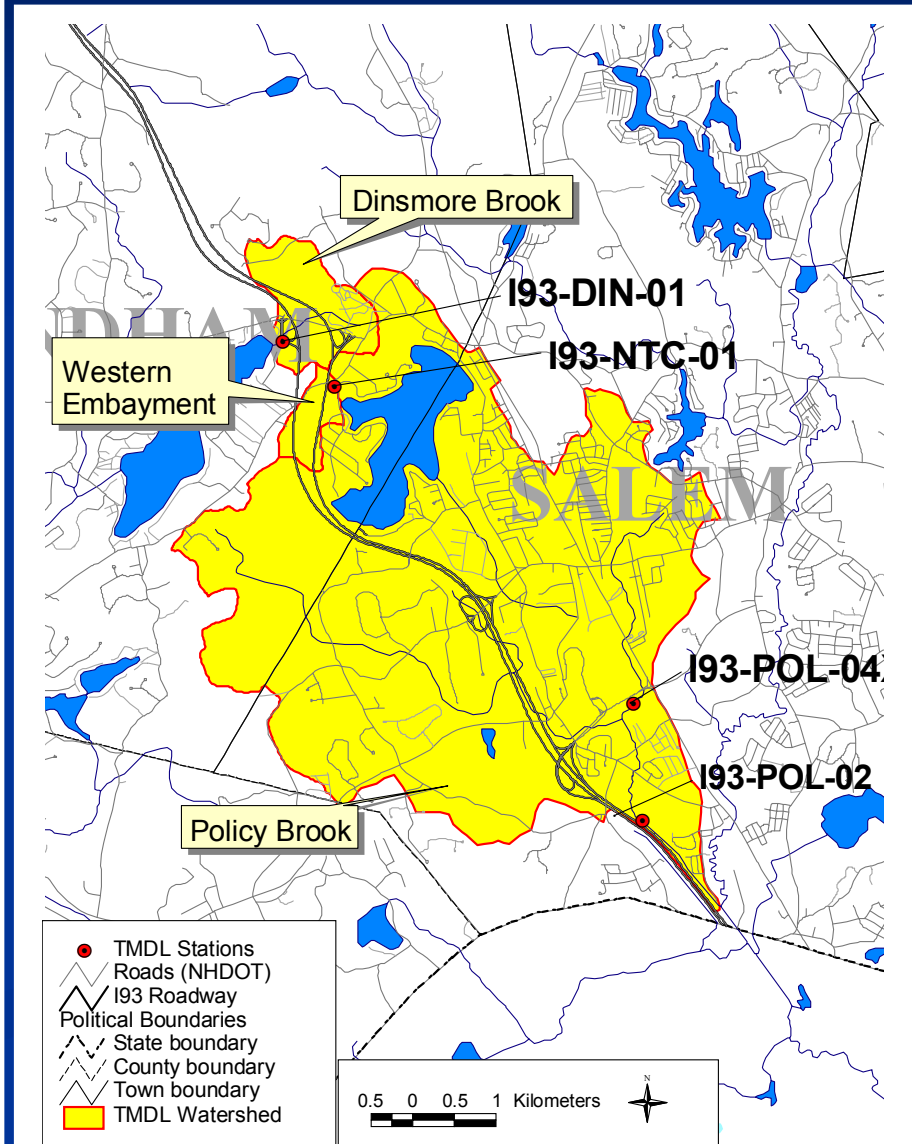 Dinsmore Brook
I93-DIN-01
NDHAM
I93-NTC-01
Western
Embayment
SALEM
I93-POL-04
I93-POL-02
Policy Brook
TMDL Stations
Roads (NHDOT)
I93 Roadway
Political Boundaries
State boundary
County boundary
Town boundary
TMDL Watershed
0.5 0 0.5 1 Kilometers
N